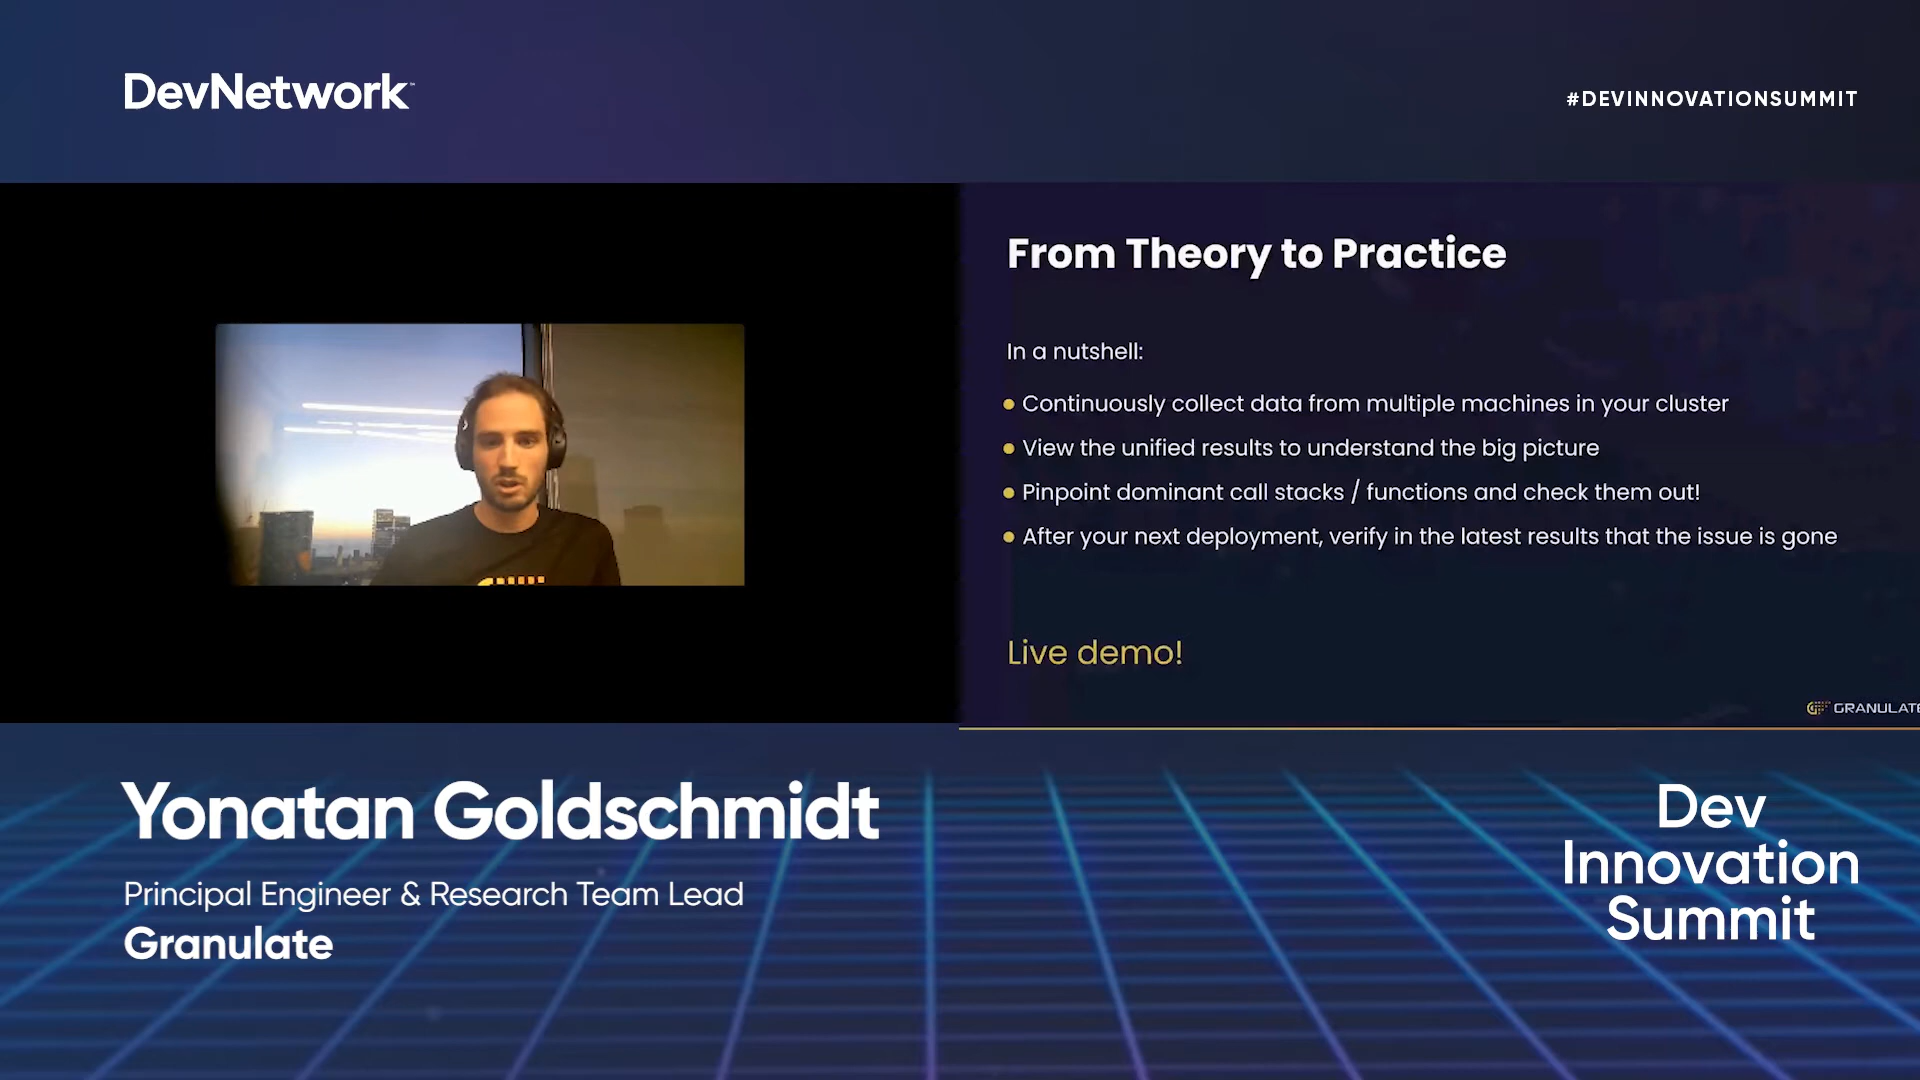 DevNetwork™
#DEVINNOVATIONSUMMIT
From Theory to Practice
In a nutshell:
● Continuously collect data from multiple machines in your cluster
● View the unified results to understand the big picture
● Pinpoint dominant call stacks / functions and check them out!
● After your next deployment, verify in the latest results that the issue is gone
Live demo!
GRANULATE
Yonatan Goldschmidt
Principal Engineer & Research Team Lead
Granulate
Dev
Innovation
Summit